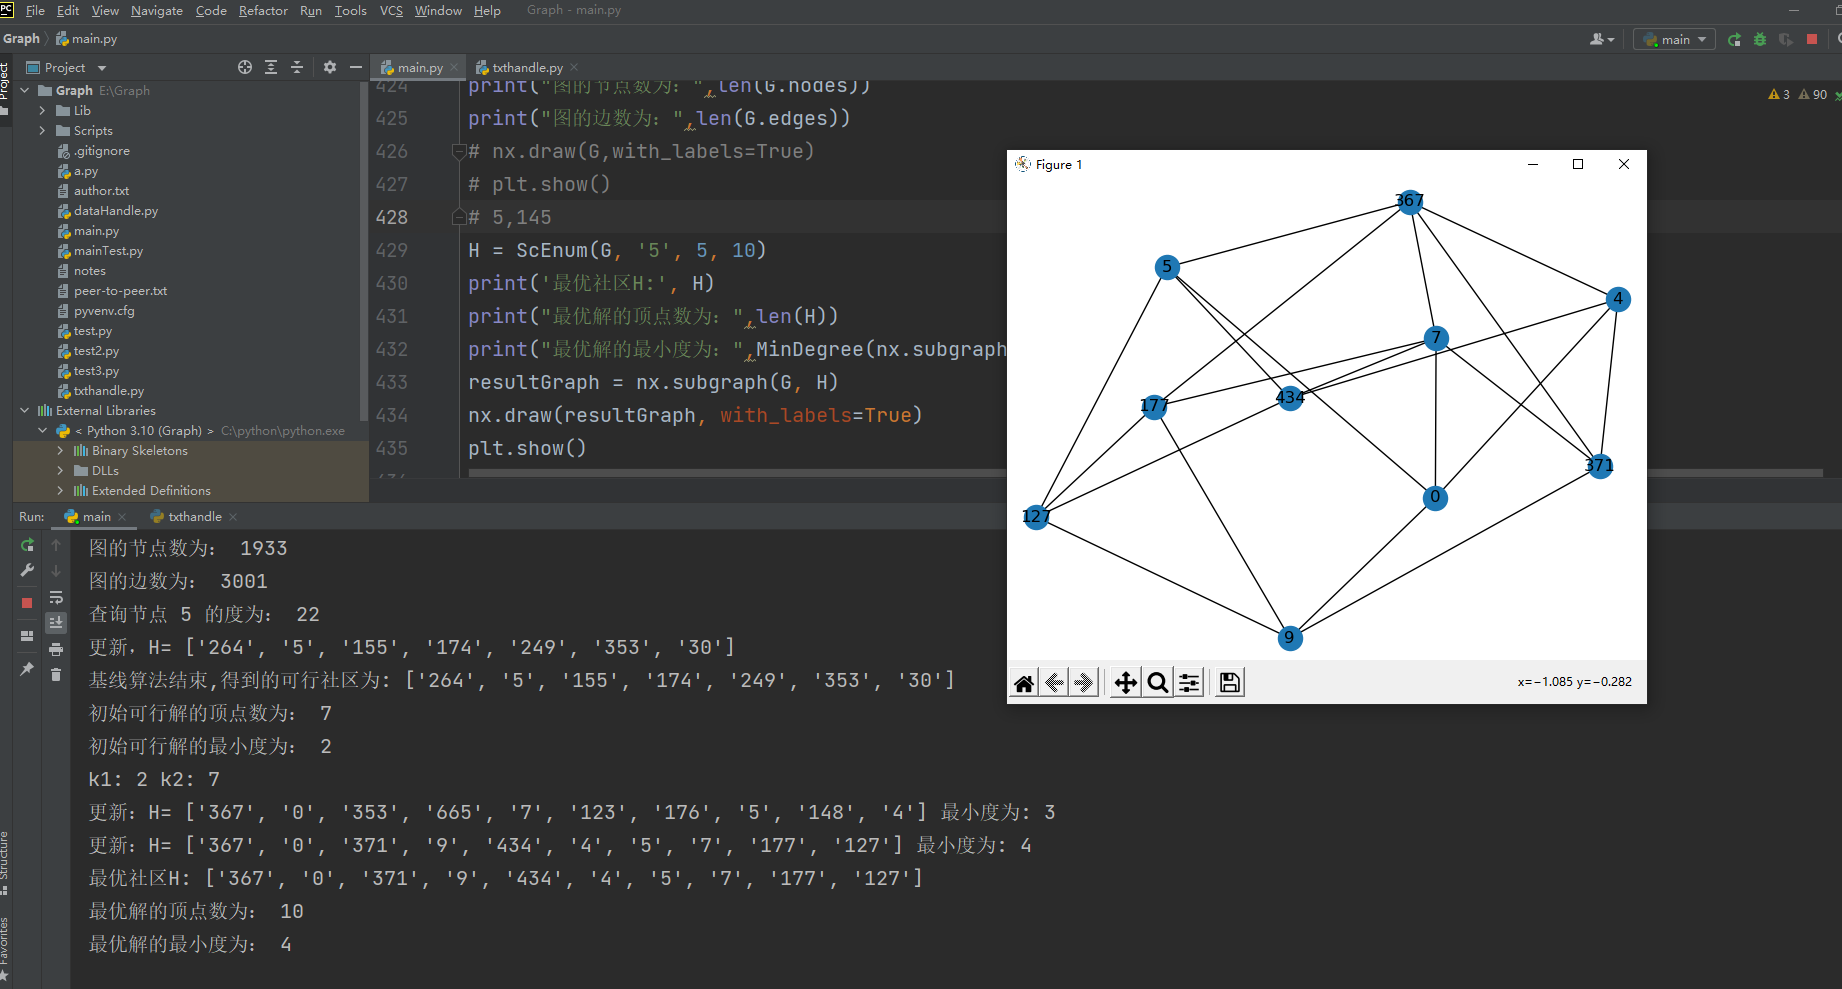 PC File Edit View Navigate Code Refactor Run Tools VCS Window Help Graph - main.py
Graph main.py main
Project
Project
main.py txthandle.py
Graph E:\Graph
Lib
Scripts
.gitignore
a.py
author.txt
dataHandle.py
main.py
mainTest.py
notes
peer-to-peer.txt
pyvenv.cfg
test.py
test2.py
test3.py
txthandle.py
External Libraries
< Python 3.10 (Graph) > C:\python\python.exe
Binary Skeletons
DLLs
Extended Definitions
3 90
424 print("图的节点数为: ",len(G.nodes))
425 print("图的边数为: ",len(G.edges))
426 # nx.draw(G,with_labels=True)
427 # plt.show()
428 # 5,145
429 H = ScEnum(G, '5', 5, 10)
430 print('最优社区H:', H)
431 print("最优解的顶点数为: ",len(H))
432 print("最优解的最小度为: ",MinDegree(nx.subgraph
433 resultGraph = nx.subgraph(G, H)
434 nx.draw(resultGraph, with_labels=True)
435 plt.show()
Figure 1
367
5
4
7
434
177
371
0
127
9
x=−1.085 y=−0.282
Run: main txthandle
图的节点数为: 1933
图的边数为: 3001
查询节点 5 的度为: 22
更新，H= ['264', '5', '155', '174', '249', '353', '30']
基线算法结束,得到的可行社区为: ['264', '5', '155', '174', '249', '353', '30']
初始可行解的顶点数为: 7
初始可行解的最小度为: 2
k1: 2 k2: 7
更新: H= ['367', '0', '353', '665', '7', '123', '176', '5', '148', '4'] 最小度为: 3
更新: H= ['367', '0', '371', '9', '434', '4', '5', '7', '177', '127'] 最小度为: 4
最优社区H: ['367', '0', '371', '9', '434', '4', '5', '7', '177', '127']
最优解的顶点数为: 10
最优解的最小度为: 4
Structure
Favorites